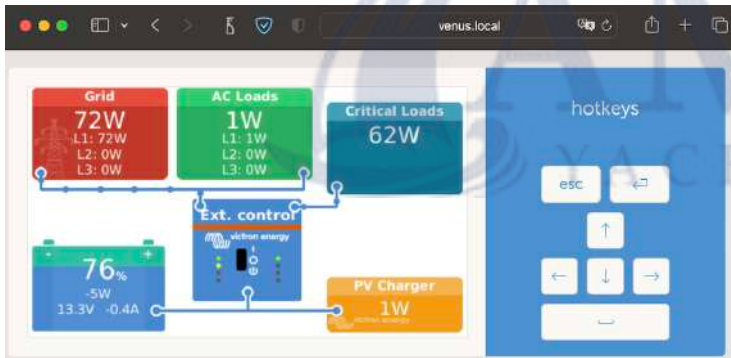 venus.local
Grid
72W
L1: 72W
L2: 0W
L3: 0W
AC Loads
1W
L1: 1W
L2: 0W
L3: 0W
Critical Loads
62W
Ext. control
victron energy
76%
-5W
13.3V -0.4A
PV Charger
1W
victron energy
hotkeys
esc
YAC